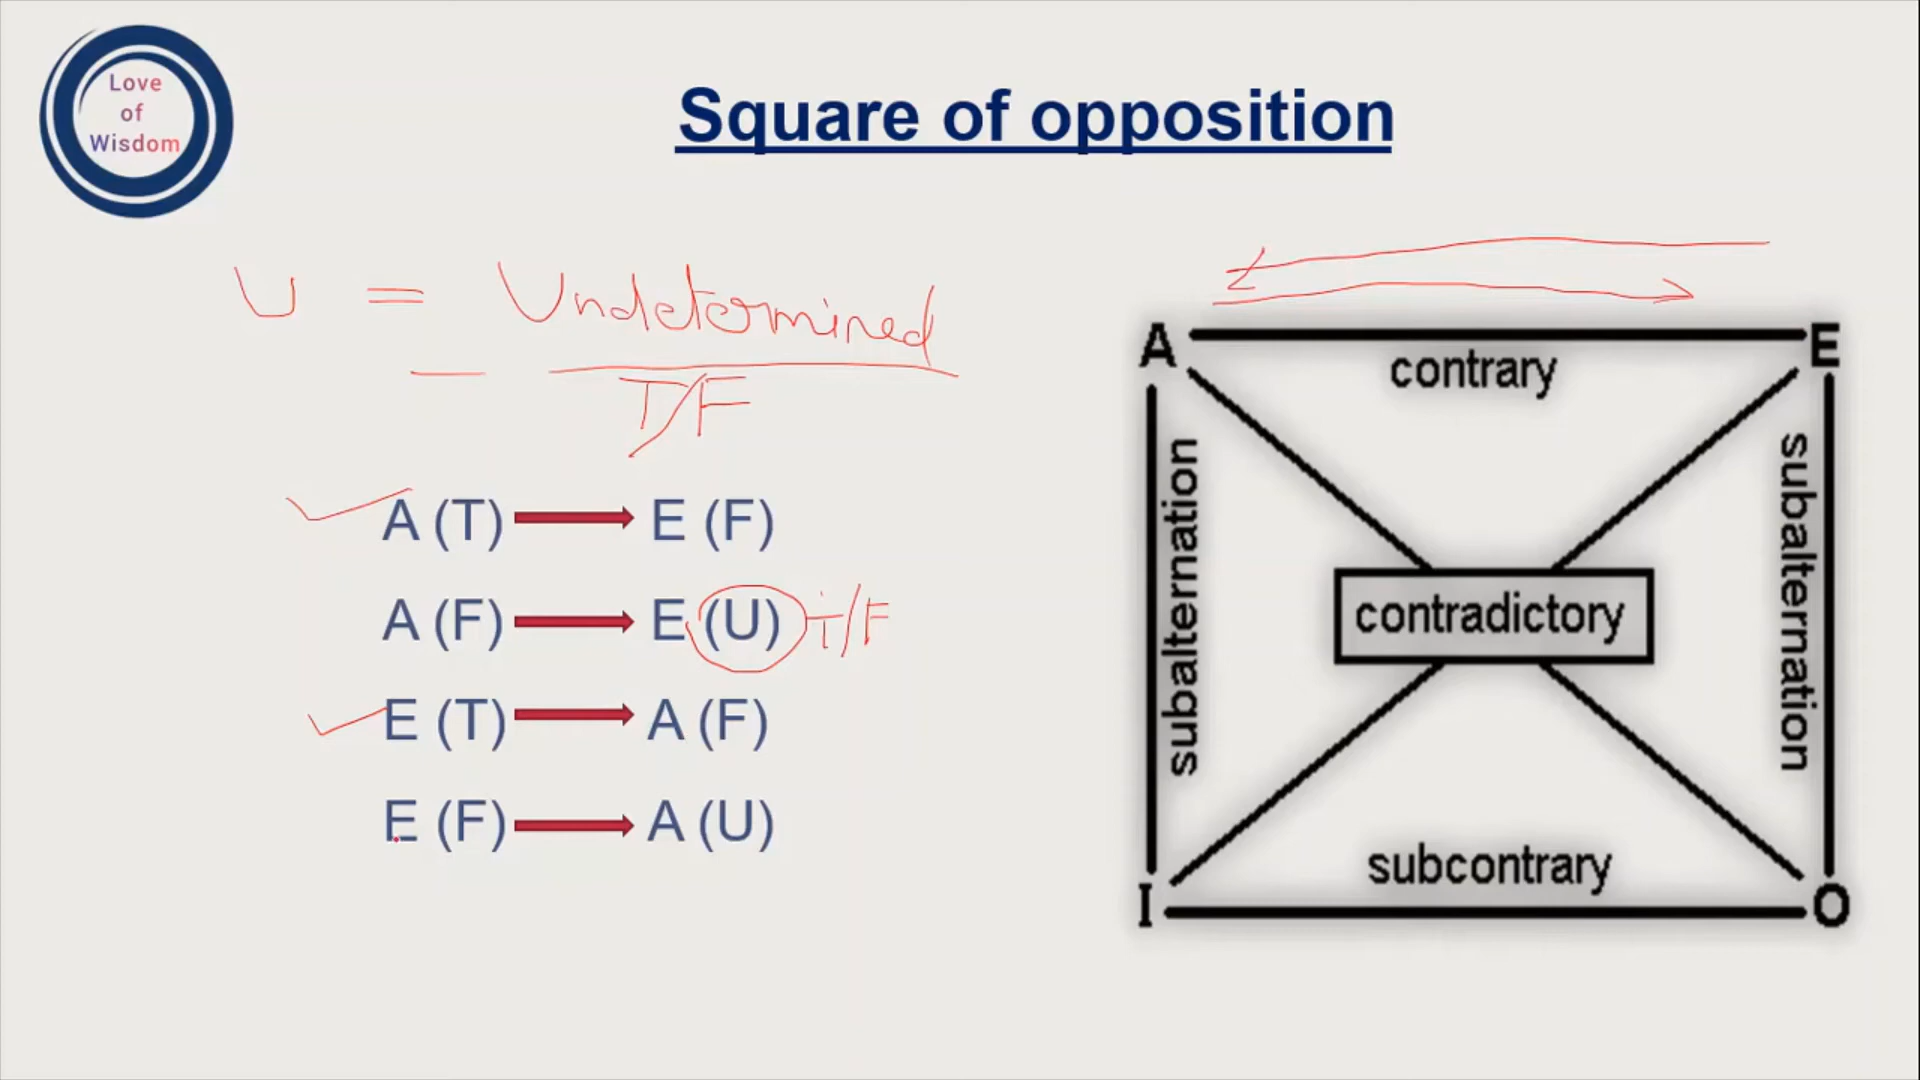 Love
of
Wisdom
Square of opposition
U = Undetermined
T/F
A (T) → E (F)
A (F) → E (U) T/F
E (T) → A (F)
E (F) → A (U)
A
E
contrary
subalternation
subalternation
contradictory
subcontrary
I
O